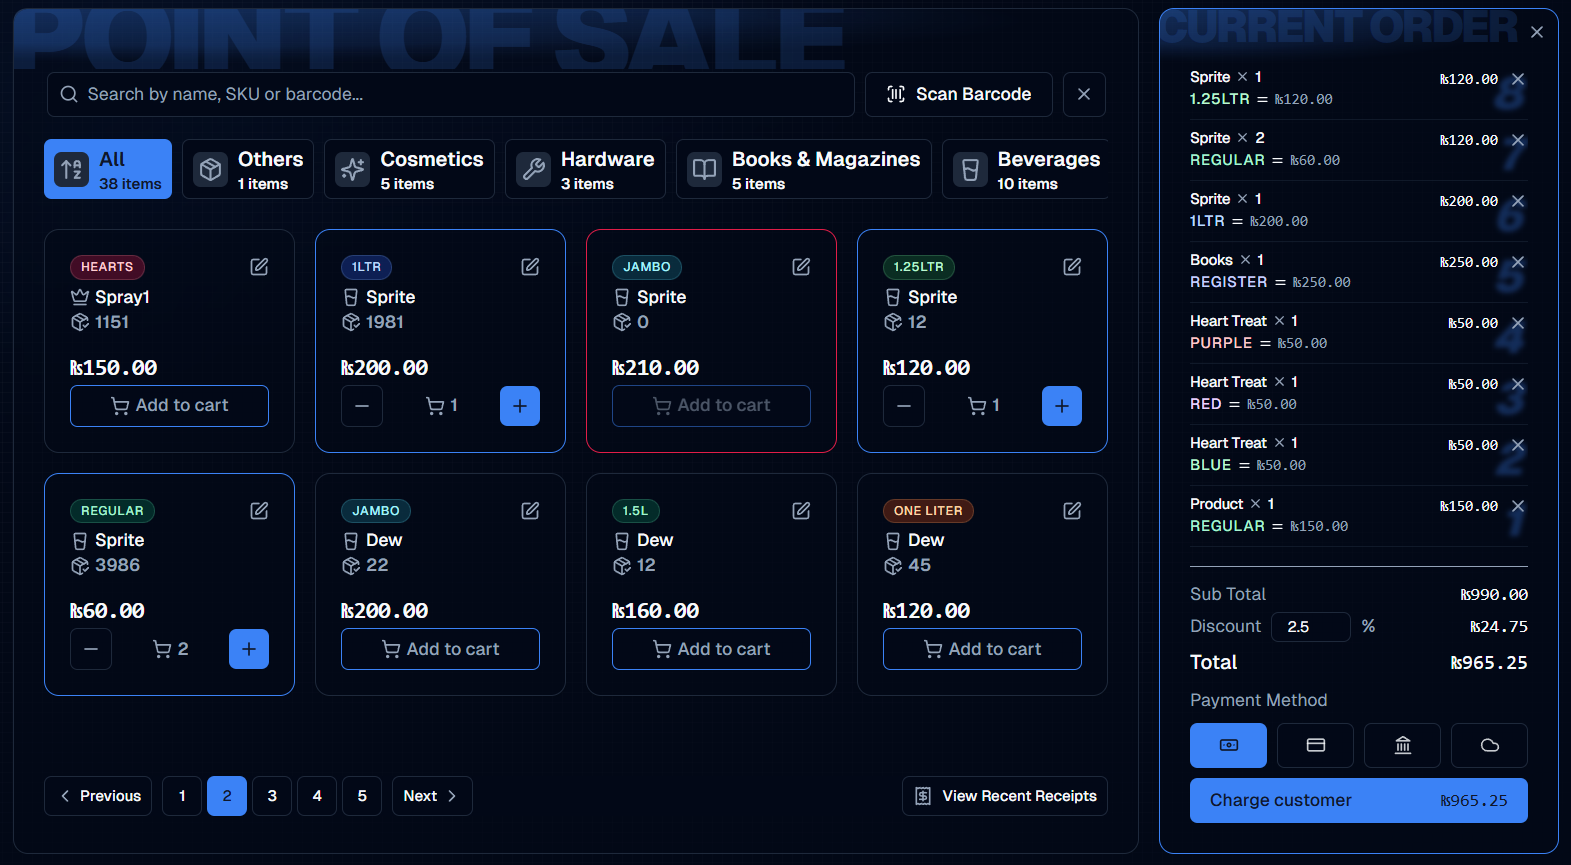 POINT OF SALE
Search by name, SKU or barcode...
Scan Barcode
All
38 items
Others
1 items
Cosmetics
5 items
Hardware
3 items
Books & Magazines
5 items
Beverages
10 items
HEARTS
Spray1
1151
₨150.00
Add to cart
1LTR
Sprite
1981
₨200.00
1
JAMBO
Sprite
0
₨210.00
Add to cart
1.25LTR
Sprite
12
₨120.00
1
REGULAR
Sprite
3986
₨60.00
2
JAMBO
Dew
22
₨200.00
Add to cart
1.5L
Dew
12
₨160.00
Add to cart
ONE LITER
Dew
45
₨120.00
Add to cart
Previous
1
2
3
4
5
Next
View Recent Receipts
CURRENT ORDER
Sprite × 1 ₨120.00
1.25LTR = ₨120.00
8
Sprite × 2 ₨120.00
REGULAR = ₨60.00
7
Sprite × 1 ₨200.00
1LTR = ₨200.00
6
Books × 1 ₨250.00
REGISTER = ₨250.00
5
Heart Treat × 1 ₨50.00
PURPLE = ₨50.00
4
Heart Treat × 1 ₨50.00
RED = ₨50.00
3
Heart Treat × 1 ₨50.00
BLUE = ₨50.00
2
Product × 1 ₨150.00
REGULAR = ₨150.00
1
Sub Total ₨990.00
Discount 2.5 % ₨24.75
Total ₨965.25
Payment Method
Charge customer ₨965.25